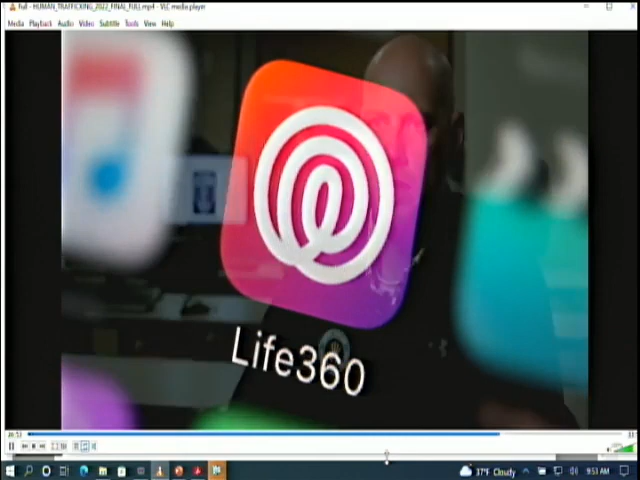 full - HUMAN_TRAFFICKING_2022_FINAL_FULL.mp4 - VLC media player
Media Playback Audio Video Subtitle Tools View Help
Life360
37°F Cloudy
9:53 AM